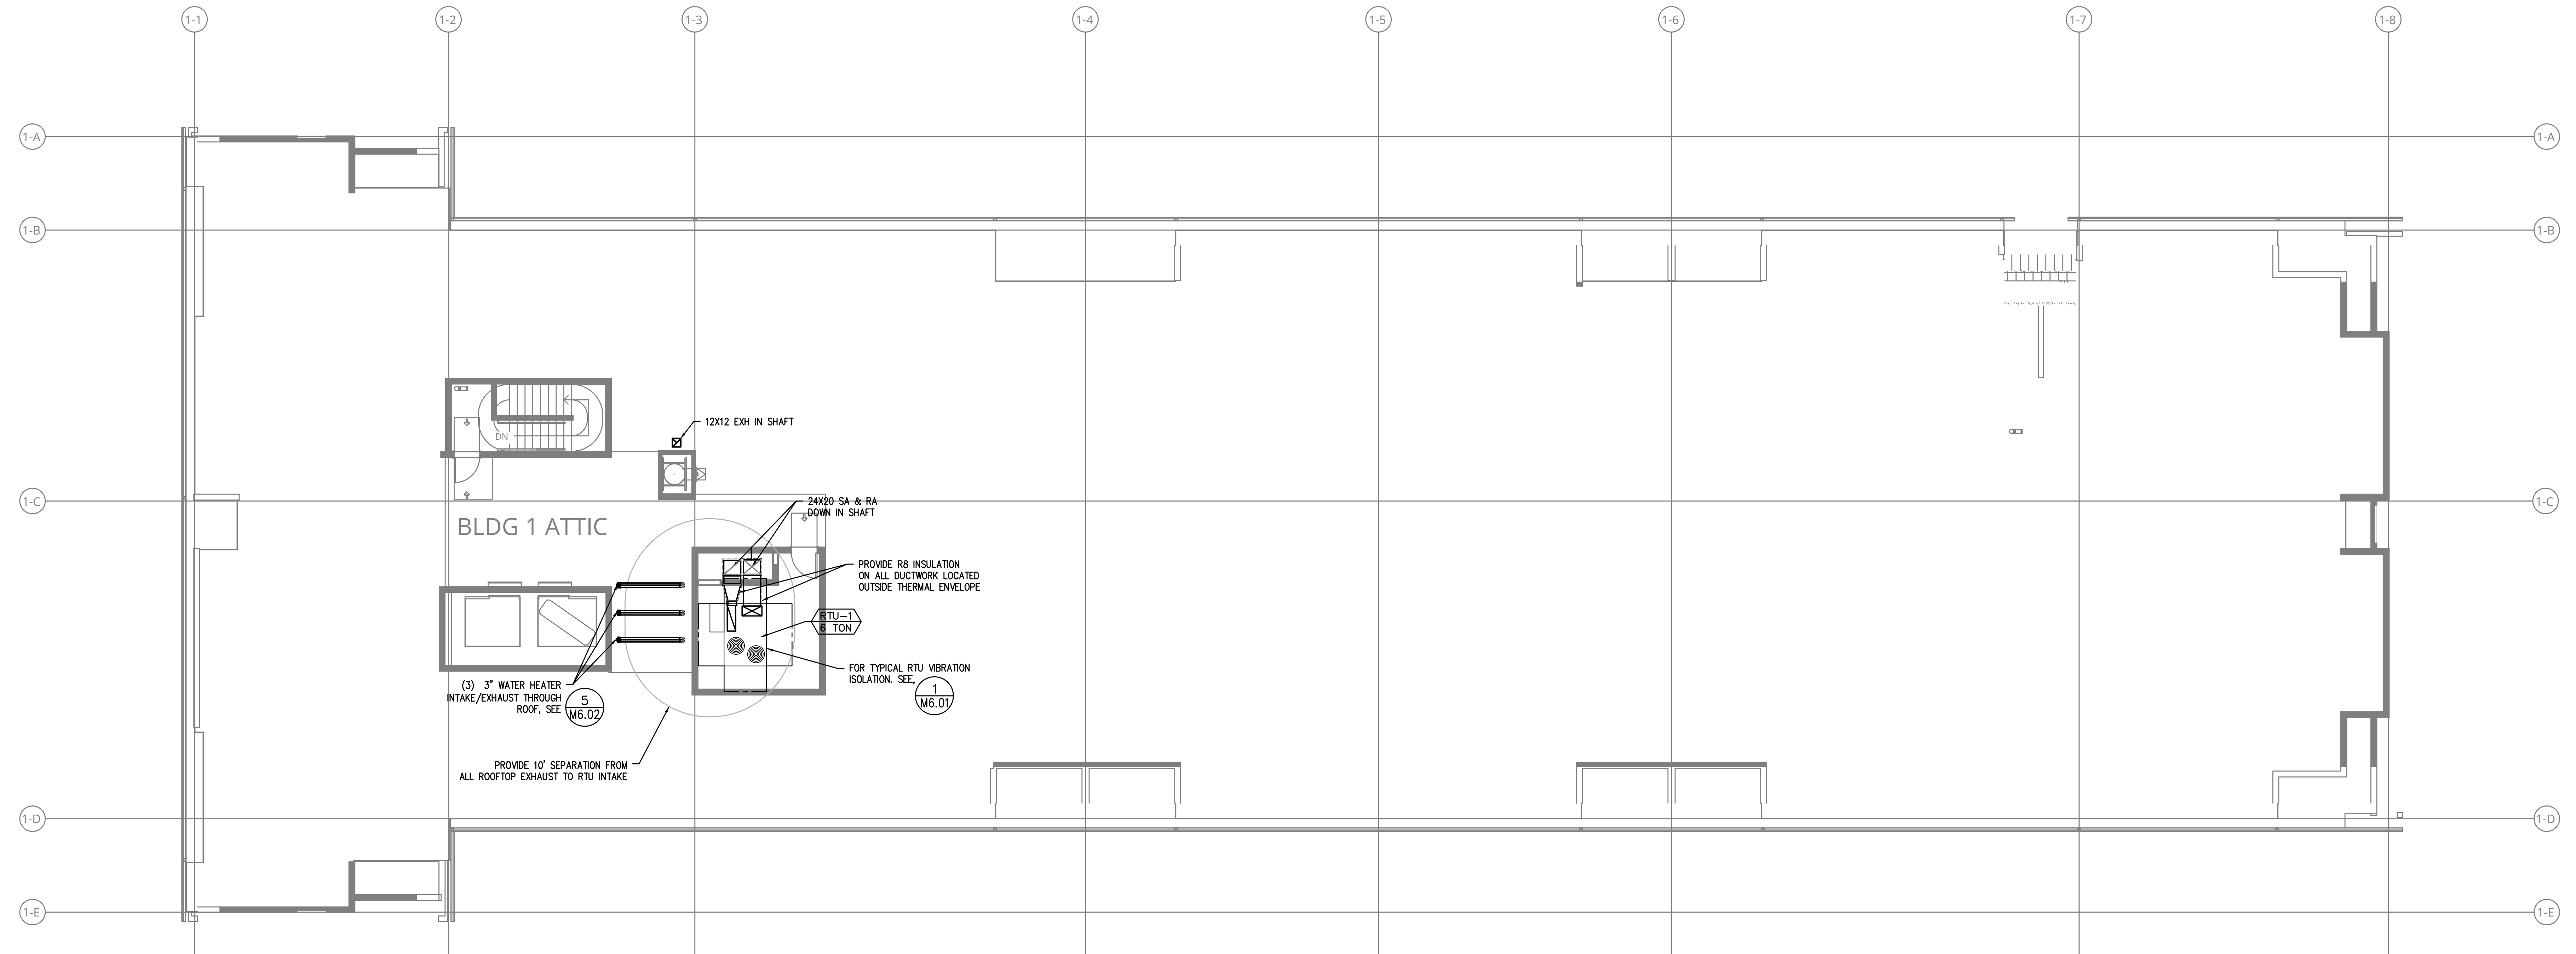 1-1
1-2
1-3
1-4
1-5
1-6
1-7
1-8
1-A
1-A
1-B
1-B
DN
12X12 EXH IN SHAFT
1-C
1-C
24X20 SA & RA
DOWN IN SHAFT
BLDG 1 ATTIC
PROVIDE R8 INSULATION
ON ALL DUCTWORK LOCATED
OUTSIDE THERMAL ENVELOPE
RTU-1
6 TON
FOR TYPICAL RTU VIBRATION
ISOLATION. SEE,
1
M6.01
(3) 3" WATER HEATER
INTAKE/EXHAUST THROUGH
ROOF, SEE
5
M6.02
PROVIDE 10' SEPARATION FROM
ALL ROOFTOP EXHAUST TO RTU INTAKE
1-D
1-D
1-E
1-E